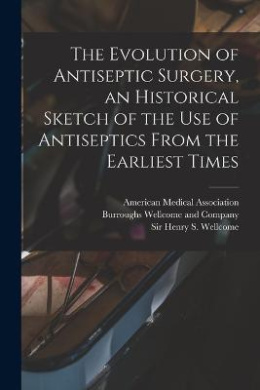 The Evolution of
Antiseptic Surgery,
an Historical
Sketch of the Use of
Antiseptics From the
Earliest Times
American Medical Association
Burroughs Wellcome and Company
Sir Henry S. Wellcome